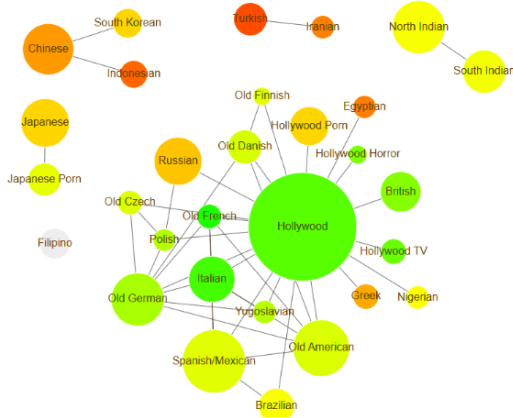 South Korean
Turkish
Iranian
North Indian
Chinese
Indonesian
South Indian
Old Finnish
Egyptian
Japanese
Hollywood Porn
Old Danish
Hollywood Horror
Russian
Japanese Porn
British
Old Czech
Old French
Hollywood
Filipino
Polish
Hollywood TV
Italian
Old German
Greek
Nigerian
Yugoslavian
Spanish/Mexican
Old American
Brazilian